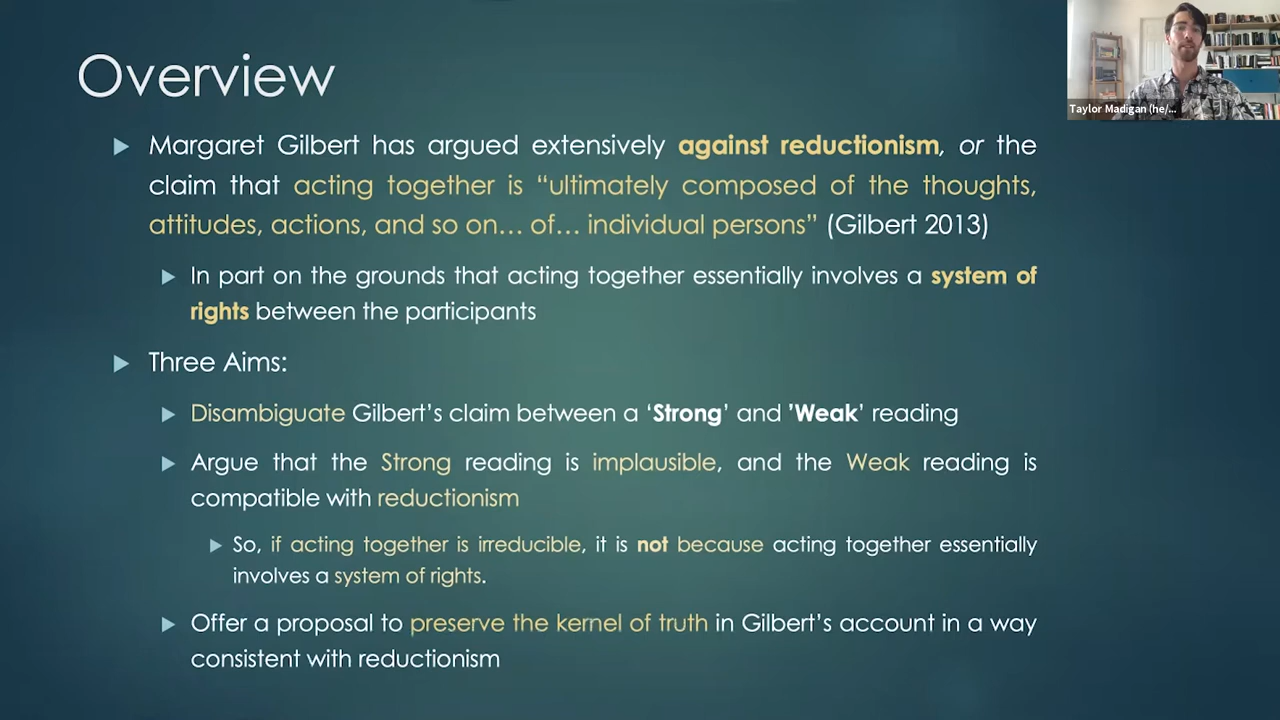 Overview
Taylor Madigan (he/...
Margaret Gilbert has argued extensively against reductionism, or the
claim that acting together is “ultimately composed of the thoughts,
attitudes, actions, and so on… of… individual persons” (Gilbert 2013)
In part on the grounds that acting together essentially involves a system of
rights between the participants
Three Aims:
Disambiguate Gilbert’s claim between a ‘Strong’ and ’Weak’ reading
Argue that the Strong reading is implausible, and the Weak reading is
compatible with reductionism
So, if acting together is irreducible, it is not because acting together essentially
involves a system of rights.
Offer a proposal to preserve the kernel of truth in Gilbert’s account in a way
consistent with reductionism